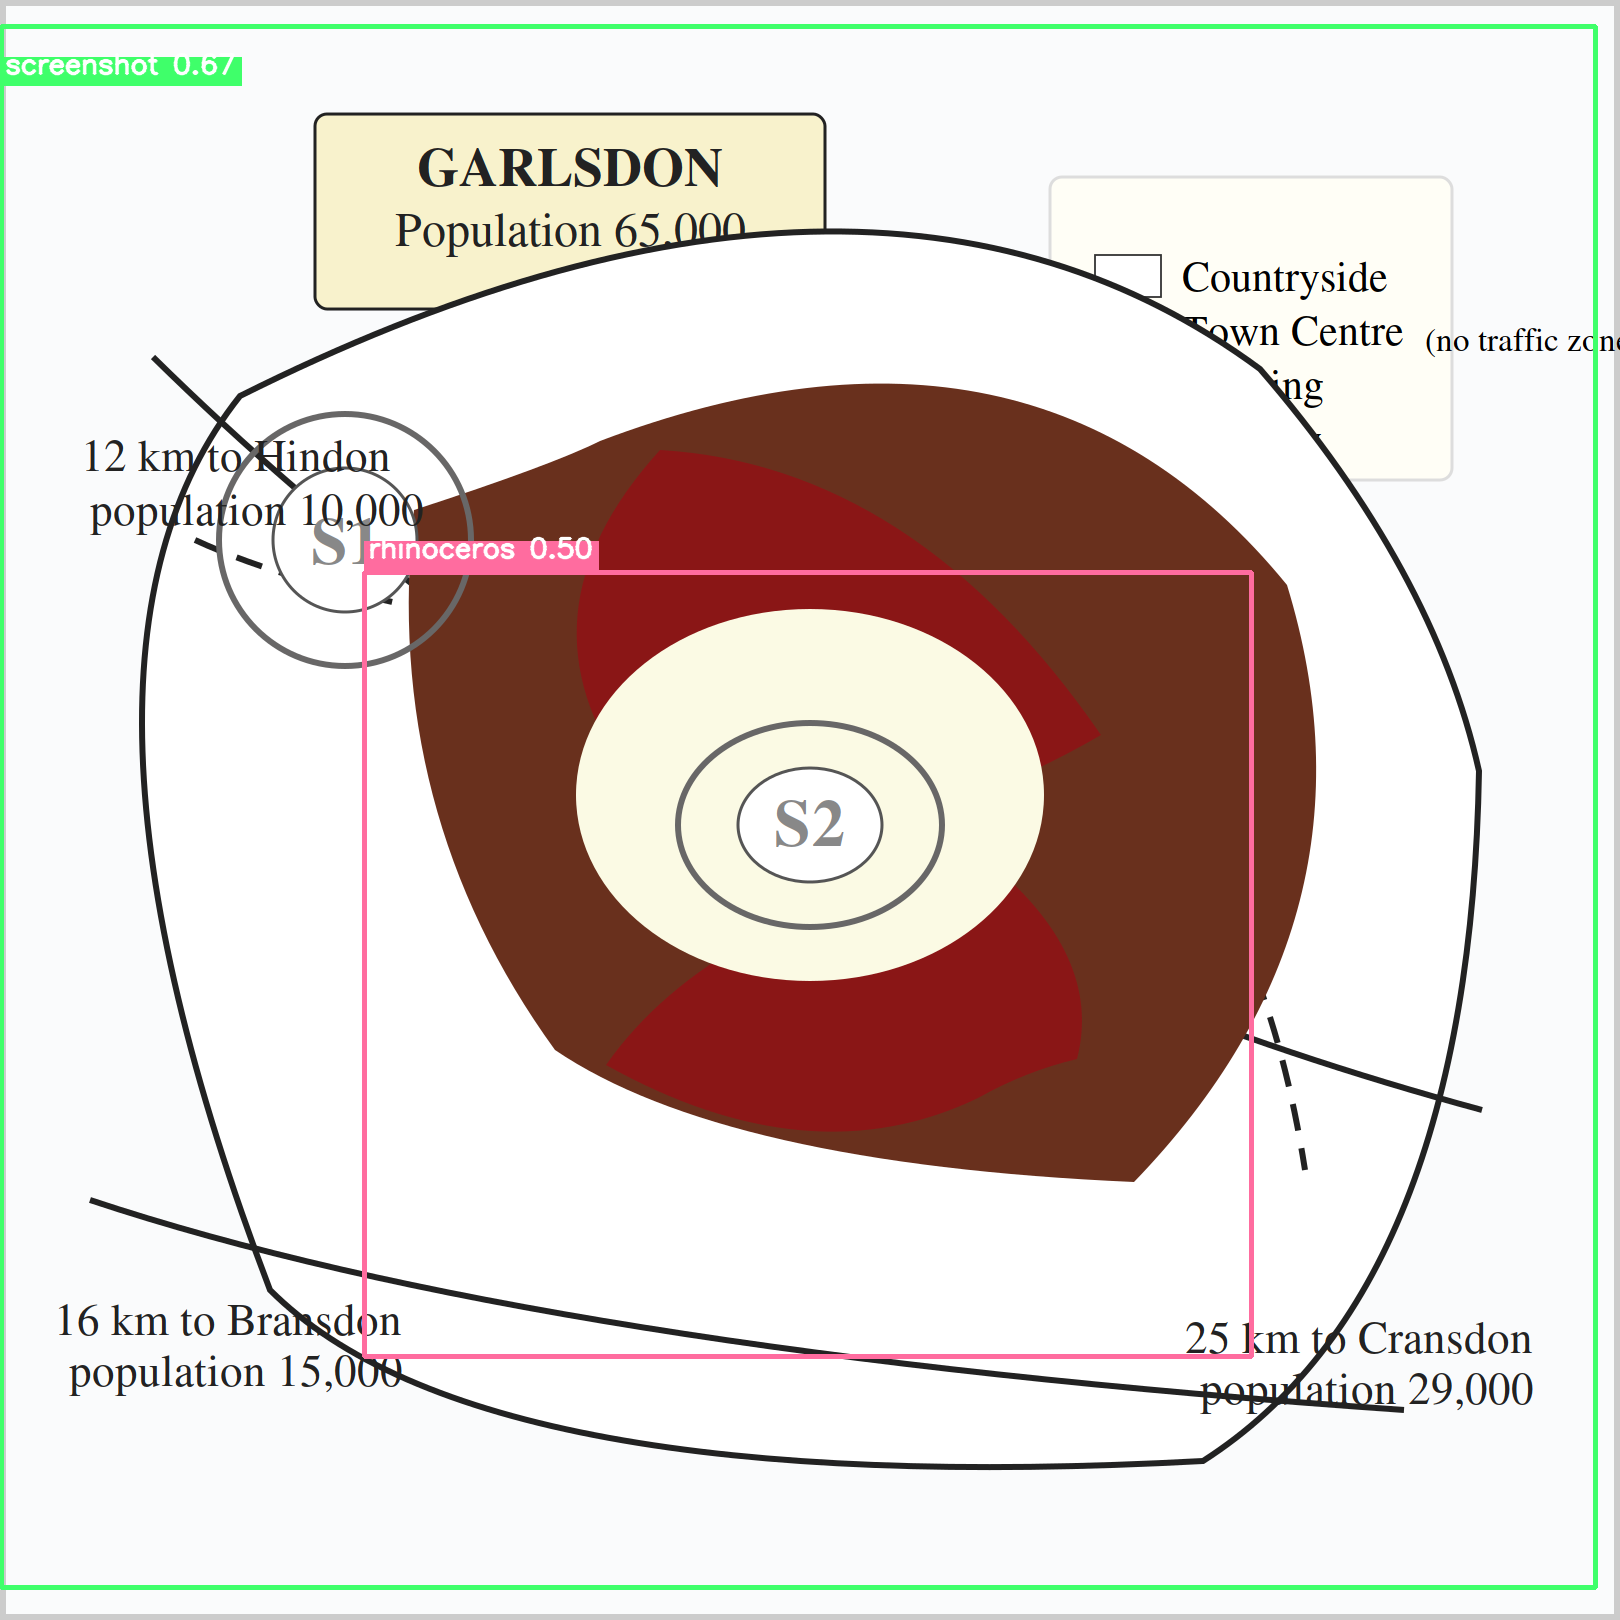 screenshot 0.67
GARLSDON
Population 65,000
Countryside
Town Centre (no traffic zone
12 km to Hindon
population 10,000
S1
rhinoceros 0.50
S2
16 km to Bransdon
population 15,000
25 km to Cransdon
population 29,000